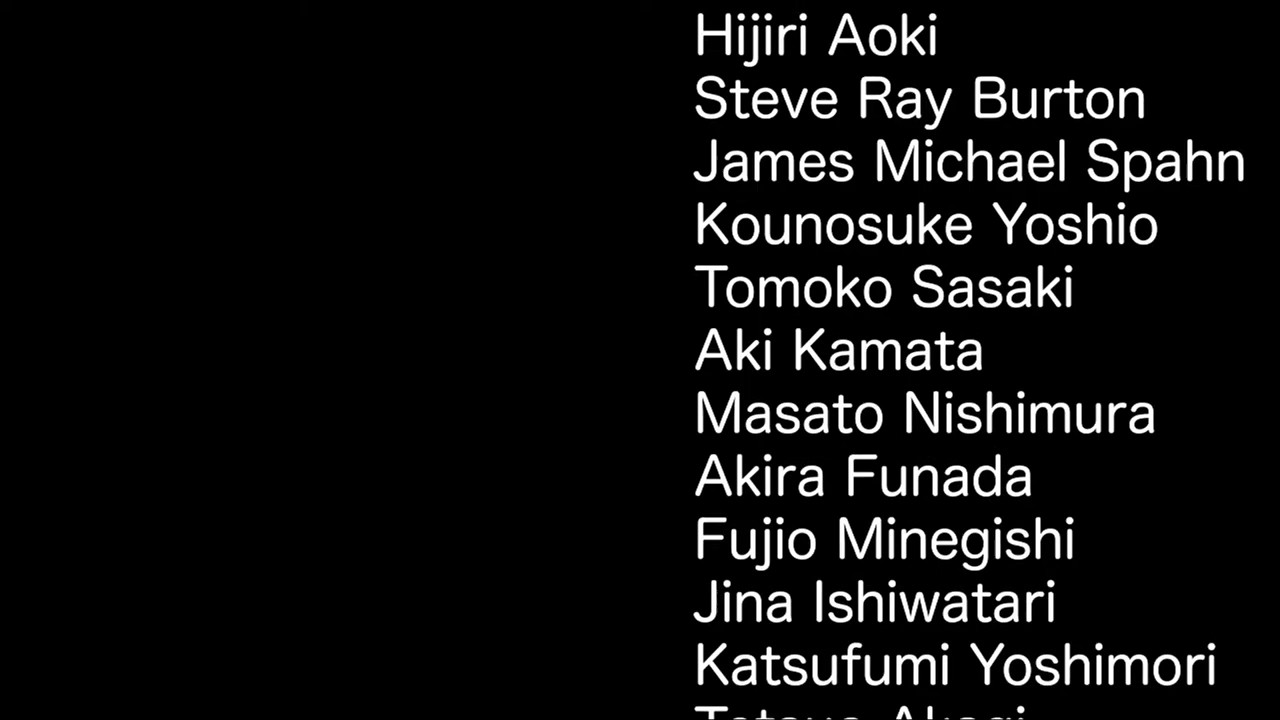 Hijiri Aoki
Steve Ray Burton
James Michael Spahn
Kounosuke Yoshio
Tomoko Sasaki
Aki Kamata
Masato Nishimura
Akira Funada
Fujio Minegishi
Jina Ishiwatari
Katsufumi Yoshimori